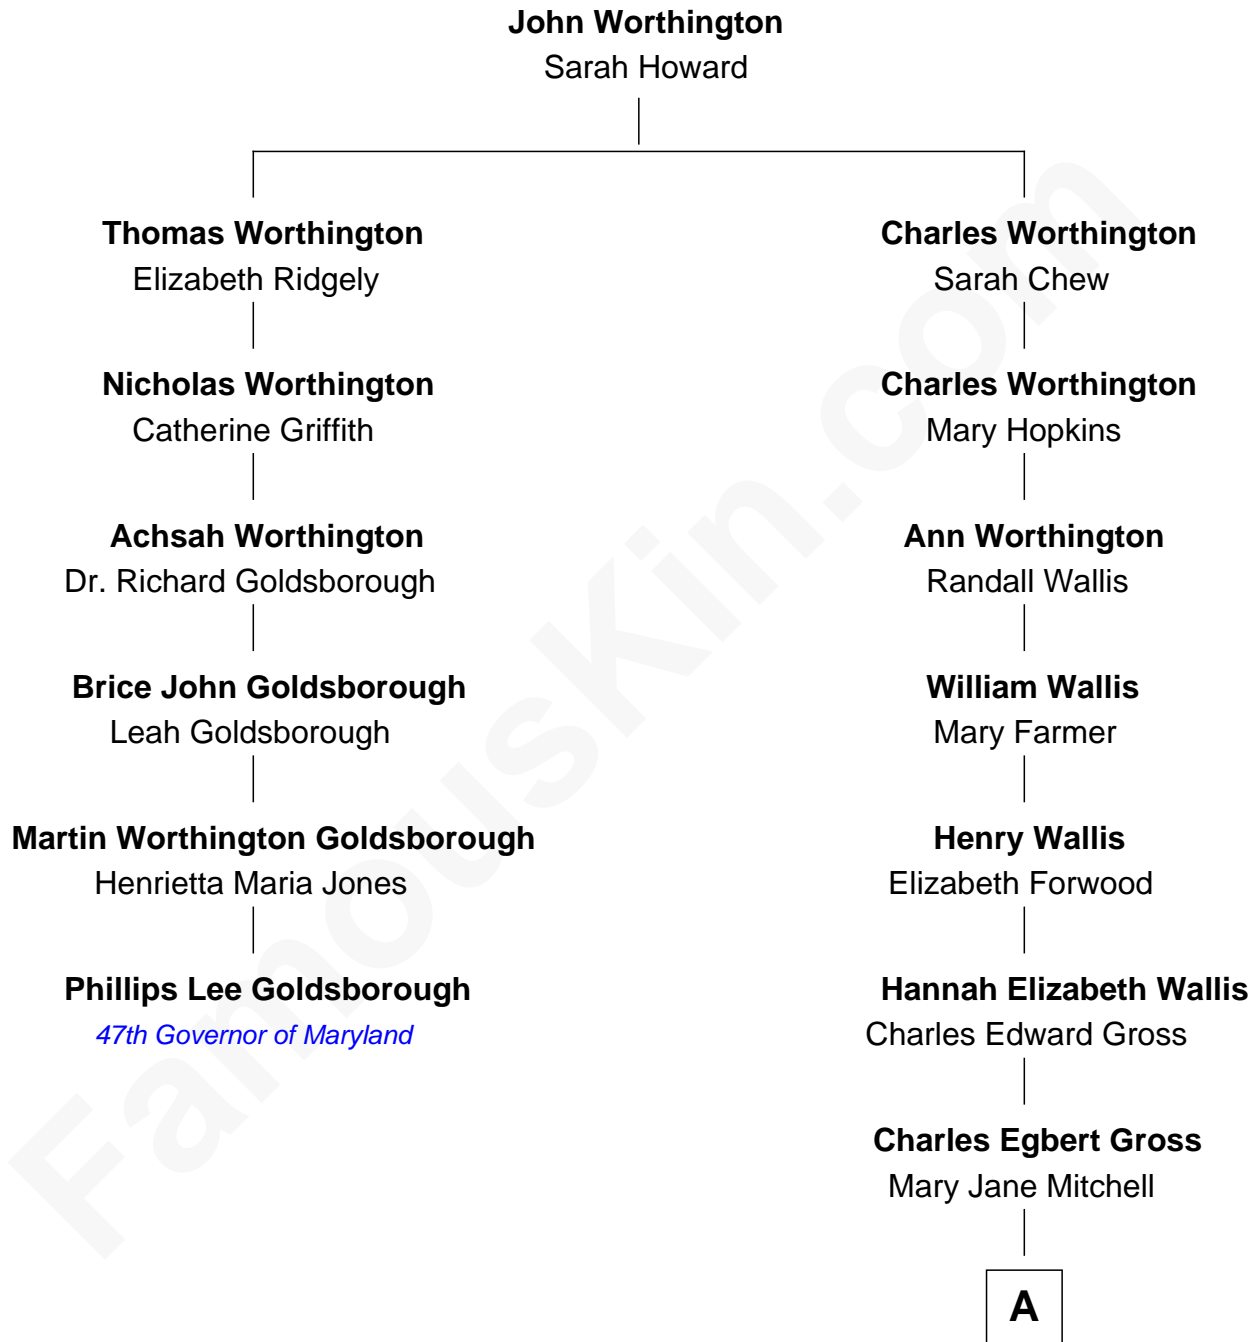 John Worthington
Sarah Howard
Thomas Worthington
Elizabeth Ridgely
Nicholas Worthington
Catherine Griffith
Achsah Worthington
Dr. Richard Goldsborough
Brice John Goldsborough
Leah Goldsborough
Martin Worthington Goldsborough
Henrietta Maria Jones
Phillips Lee Goldsborough
47th Governor of Maryland
Charles Worthington
Sarah Chew
Charles Worthington
Mary Hopkins
Ann Worthington
Randall Wallis
William Wallis
Mary Farmer
Henry Wallis
Elizabeth Forwood
Hannah Elizabeth Wallis
Charles Edward Gross
Charles Egbert Gross
Mary Jane Mitchell
A
FamousKin.com